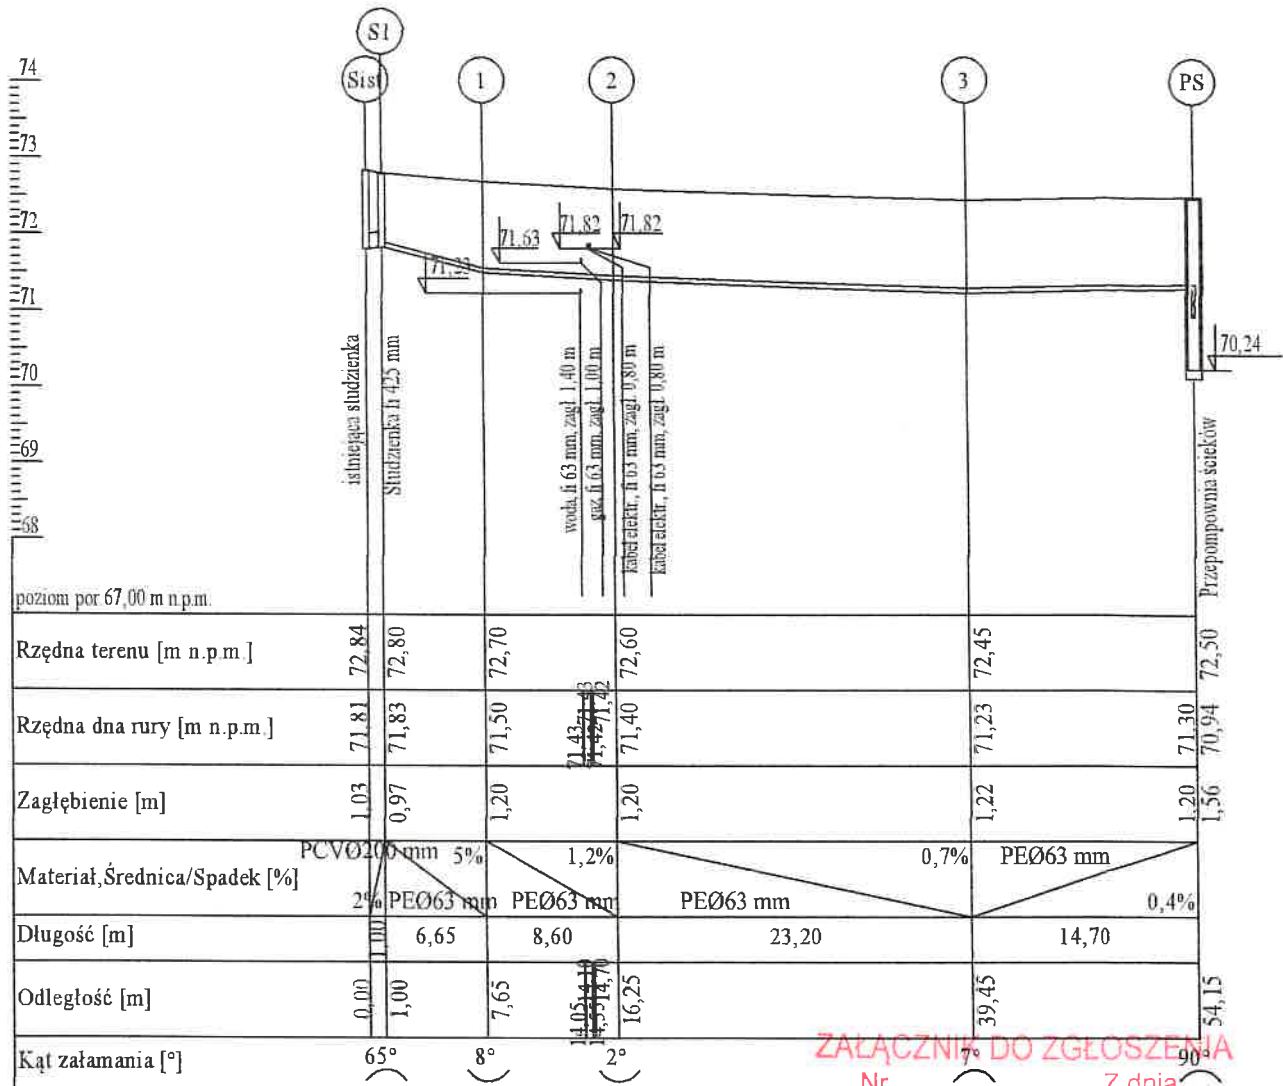 S1
Sist 1 2 3 PS
74
73
72
71
70
69
68
71,63
71,82
71,82
70,24
istniejąca studzienka
Studzienka fi 425 mm
woda, fi 63 mm, zagł. 1,40 m
gaz, fi 63 mm, zagł. 1,00 m
kabel elektr., fi 63 mm, zagł. 0,80 m
kabel elektr., fi 63 mm, zagł. 0,80 m
Przepompownia ścieków
poziom por 67,00 m n.p.m.
Rzędna terenu [m n.p.m.] 72,84 72,80 72,70 72,60 72,45 72,50
Rzędna dna rury [m n.p.m.] 71,81 71,83 71,50 71,43 71,42 71,40 71,23 71,30 70,94
Zagłębienie [m] 1,03 0,97 1,20 1,20 1,22 1,20 1,56
Materiał,Średnica/Spadek [%] PCVØ200 mm 5% 1,2% 0,7% PEØ63 mm
2% PEØ63 mm PEØ63 mm PEØ63 mm 0,4%
Długość [m] 1,00 6,65 8,60 23,20 14,70
Odległość [m] 0,00 1,00 7,65 14,05 14,70 16,25 39,45 54,15
Kąt załamania [°] 65° 8° 2° 7° 90°
ZAŁĄCZNIK DO ZGŁOSZENIA
Nr Z dnia